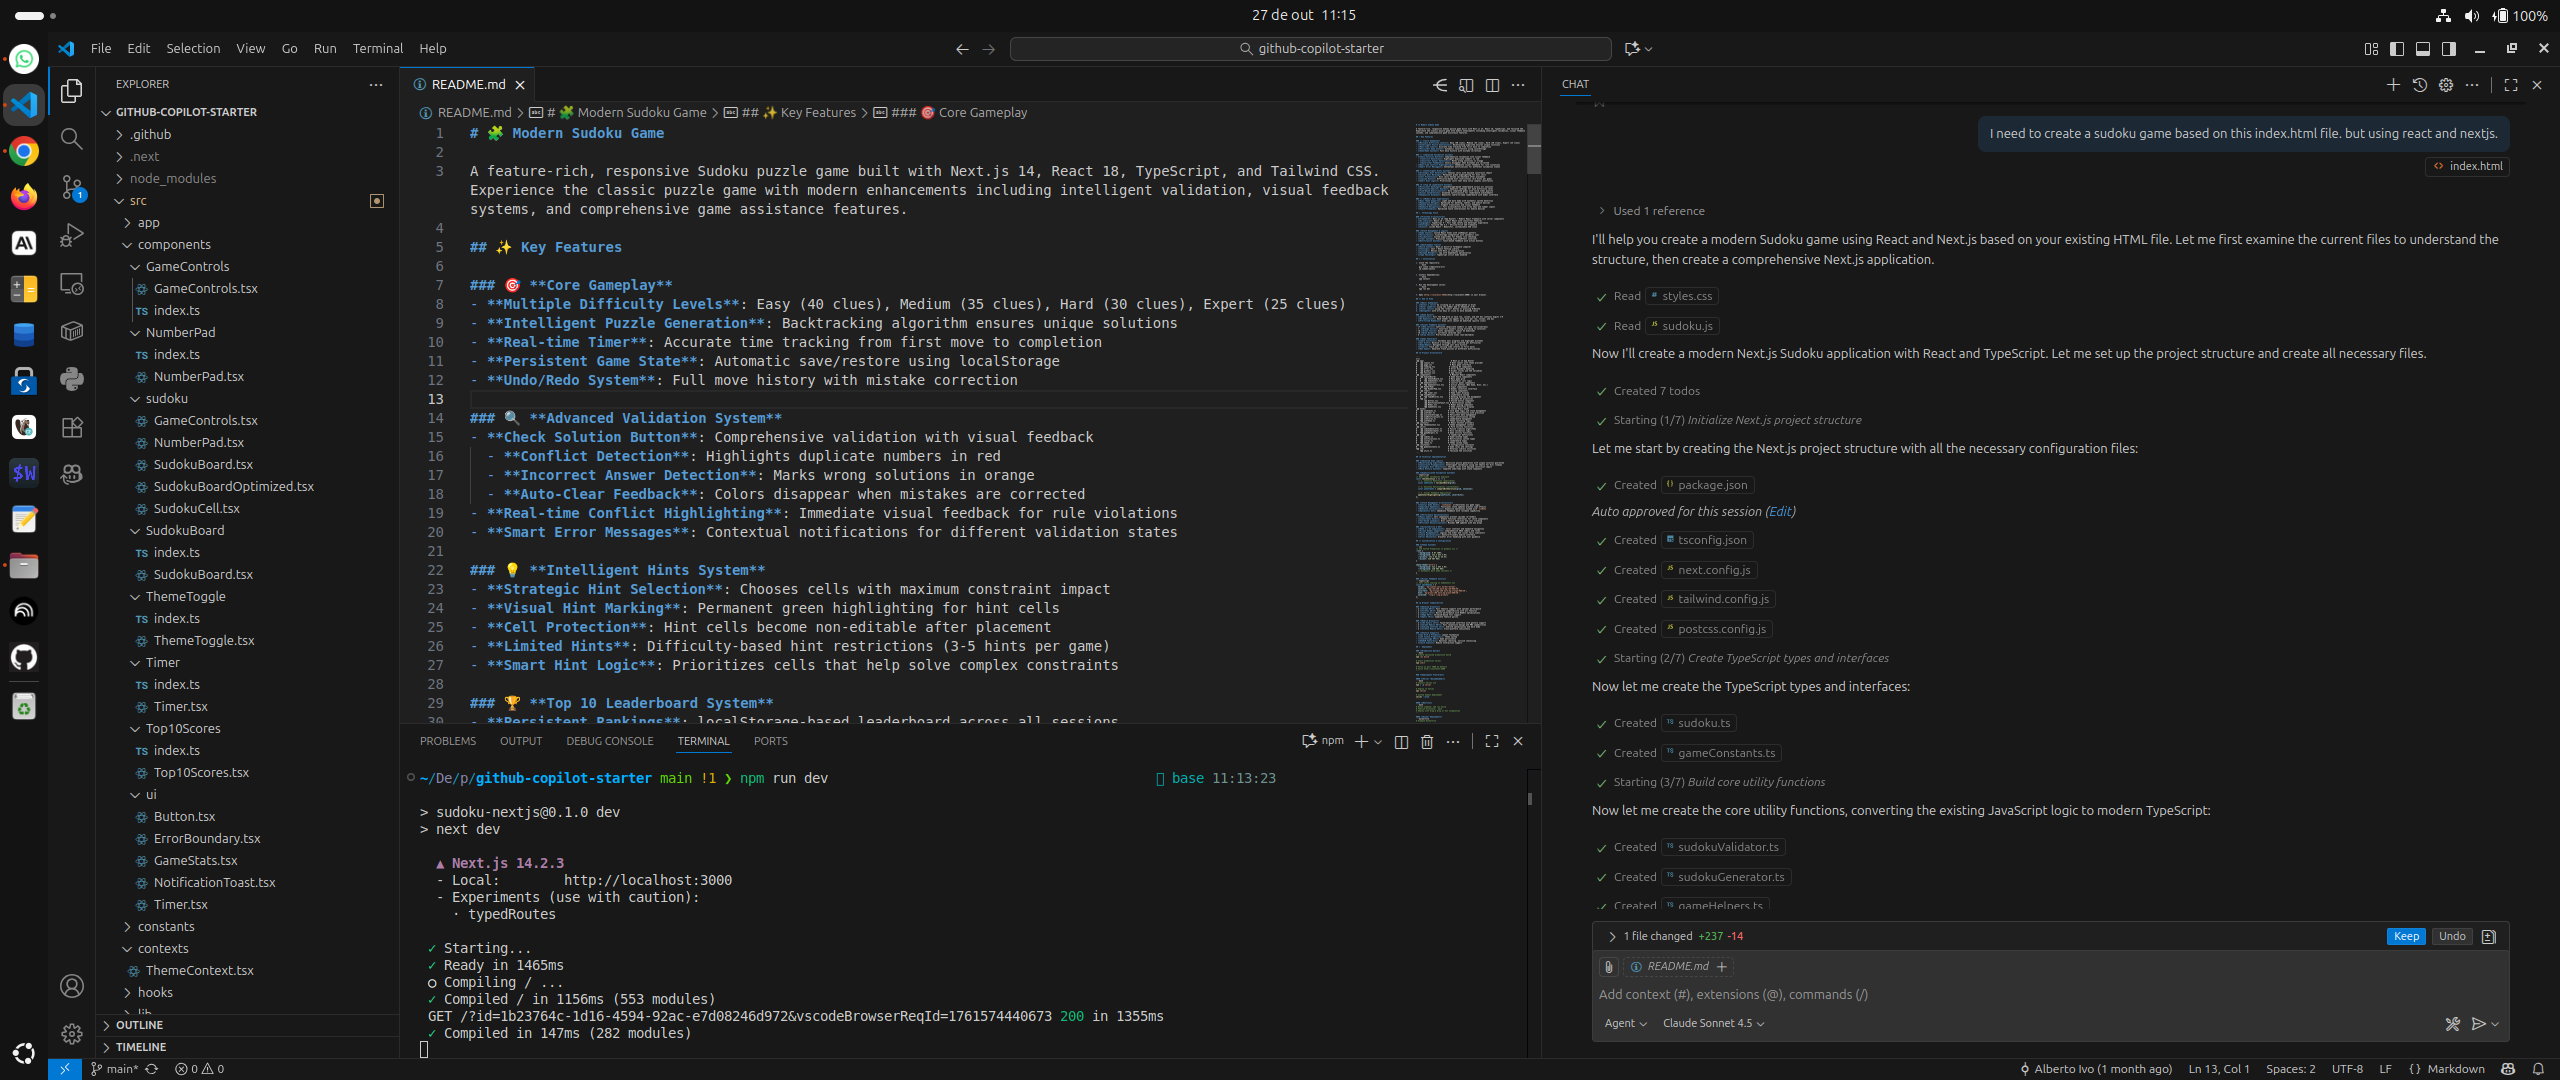 27 de out 11:15
100%
File Edit Selection View Go Run Terminal Help
github-copilot-starter
EXPLORER
GITHUB-COPILOT-STARTER
.github
.next
node_modules
src
app
components
GameControls
GameControls.tsx
TS index.ts
NumberPad
TS index.ts
NumberPad.tsx
sudoku
GameControls.tsx
NumberPad.tsx
SudokuBoard.tsx
SudokuBoardOptimized.tsx
SudokuCell.tsx
SudokuBoard
TS index.ts
SudokuBoard.tsx
ThemeToggle
TS index.ts
ThemeToggle.tsx
Timer
TS index.ts
Timer.tsx
Top10Scores
TS index.ts
Top10Scores.tsx
ui
Button.tsx
ErrorBoundary.tsx
GameStats.tsx
NotificationToast.tsx
Timer.tsx
constants
contexts
ThemeContext.tsx
hooks
lib
OUTLINE
TIMELINE
README.md
README.md > # 🧩 Modern Sudoku Game > ## ✨ Key Features > ### 🎯 Core Gameplay
1 # 🧩 Modern Sudoku Game
2
3 A feature-rich, responsive Sudoku puzzle game built with Next.js 14, React 18, TypeScript, and Tailwind CSS.
Experience the classic puzzle game with modern enhancements including intelligent validation, visual feedback
systems, and comprehensive game assistance features.
4
5 ## ✨ Key Features
6
7 ### 🎯 **Core Gameplay**
8 - **Multiple Difficulty Levels**: Easy (40 clues), Medium (35 clues), Hard (30 clues), Expert (25 clues)
9 - **Intelligent Puzzle Generation**: Backtracking algorithm ensures unique solutions
10 - **Real-time Timer**: Accurate time tracking from first move to completion
11 - **Persistent Game State**: Automatic save/restore using localStorage
12 - **Undo/Redo System**: Full move history with mistake correction
13
14 ### 🔍 **Advanced Validation System**
15 - **Check Solution Button**: Comprehensive validation with visual feedback
16 - **Conflict Detection**: Highlights duplicate numbers in red
17 - **Incorrect Answer Detection**: Marks wrong solutions in orange
18 - **Auto-Clear Feedback**: Colors disappear when mistakes are corrected
19 - **Real-time Conflict Highlighting**: Immediate visual feedback for rule violations
20 - **Smart Error Messages**: Contextual notifications for different validation states
21
22 ### 💡 **Intelligent Hints System**
23 - **Strategic Hint Selection**: Chooses cells with maximum constraint impact
24 - **Visual Hint Marking**: Permanent green highlighting for hint cells
25 - **Cell Protection**: Hint cells become non-editable after placement
26 - **Limited Hints**: Difficulty-based hint restrictions (3-5 hints per game)
27 - **Smart Hint Logic**: Prioritizes cells that help solve complex constraints
28
29 ### 🏆 **Top 10 Leaderboard System**
30 - **Persistent Rankings**: localStorage-based leaderboard across all sessions
PROBLEMS OUTPUT DEBUG CONSOLE TERMINAL PORTS
npm
~/De/p/github-copilot-starter main !1 ❯ npm run dev base 11:13:23
> sudoku-nextjs@0.1.0 dev
> next dev
▲ Next.js 14.2.3
- Local: http://localhost:3000
- Experiments (use with caution):
· typedRoutes
✓ Starting...
✓ Ready in 1465ms
○ Compiling / ...
✓ Compiled / in 1156ms (553 modules)
GET /?id=1b23764c-1d16-4594-92ac-e7d08246d972&vscodeBrowserReqId=1761574440673 200 in 1355ms
✓ Compiled in 147ms (282 modules)
CHAT
I need to create a sudoku game based on this index.html file. but using react and nextjs.
index.html
Used 1 reference
I'll help you create a modern Sudoku game using React and Next.js based on your existing HTML file. Let me first examine the current files to understand the
structure, then create a comprehensive Next.js application.
✓ Read # styles.css
✓ Read JS sudoku.js
Now I'll create a modern Next.js Sudoku application with React and TypeScript. Let me set up the project structure and create all necessary files.
✓ Created 7 todos
✓ Starting (1/7) Initialize Next.js project structure
Let me start by creating the Next.js project structure with all the necessary configuration files:
✓ Created package.json
Auto approved for this session (Edit)
✓ Created tsconfig.json
✓ Created JS next.config.js
✓ Created JS tailwind.config.js
✓ Created JS postcss.config.js
✓ Starting (2/7) Create TypeScript types and interfaces
Now let me create the TypeScript types and interfaces:
✓ Created TS sudoku.ts
✓ Created TS gameConstants.ts
✓ Starting (3/7) Build core utility functions
Now let me create the core utility functions, converting the existing JavaScript logic to modern TypeScript:
✓ Created TS sudokuValidator.ts
✓ Created TS sudokuGenerator.ts
✓ Created TS gameHelpers.ts
1 file changed +237 -14
Keep Undo
README.md
Add context (#), extensions (@), commands (/)
Agent Claude Sonnet 4.5
main* 0 0
Alberto Ivo (1 month ago) Ln 13, Col 1 Spaces: 2 UTF-8 LF {} Markdown